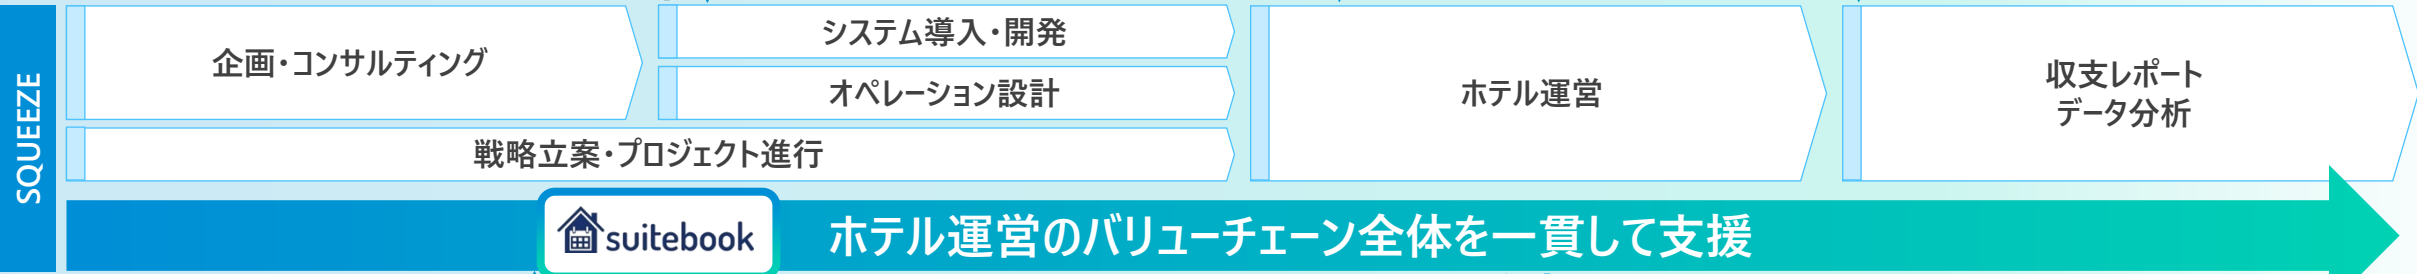 SQUEEZE
企画・コンサルティング
システム導入・開発
オペレーション設計
戦略立案・プロジェクト進行
ホテル運営
収支レポート
データ分析
suitebook
ホテル運営のバリューチェーン全体を一貫して支援